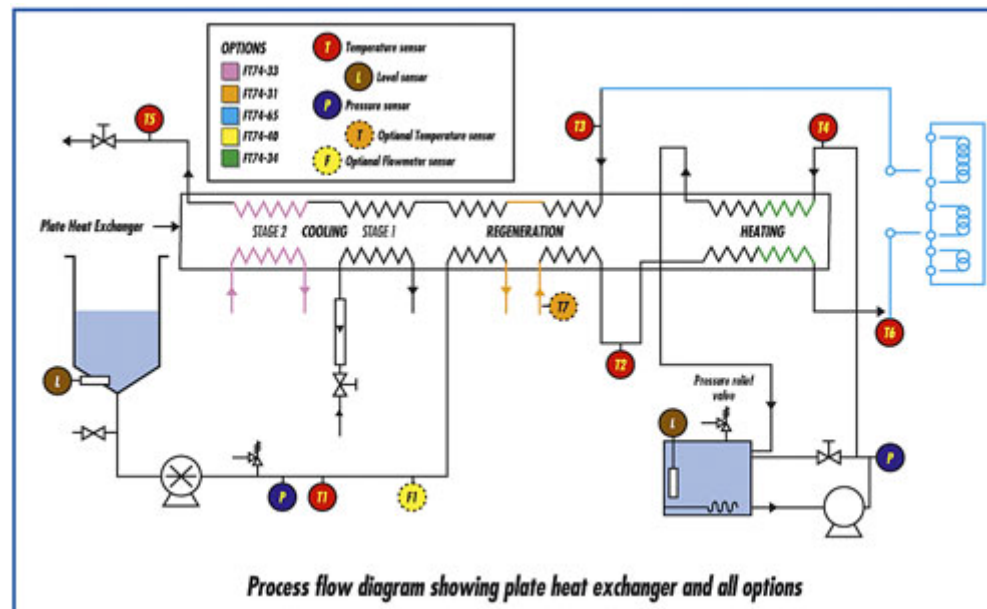 OPTIONS
FT74-33
FT74-31
FT74-65
FT74-40
FT74-34
T Temperature sensor
L Level sensor
P Pressure sensor
T Optional Temperature sensor
F Optional Flowmeter sensor
T5
T3
T4
Plate Heat Exchanger
STAGE 2 COOLING STAGE 1 REGENERATION HEATING
T7
T6
T2
L
Pressure relief
valve
L
P
P
T1
F1
Process flow diagram showing plate heat exchanger and all options